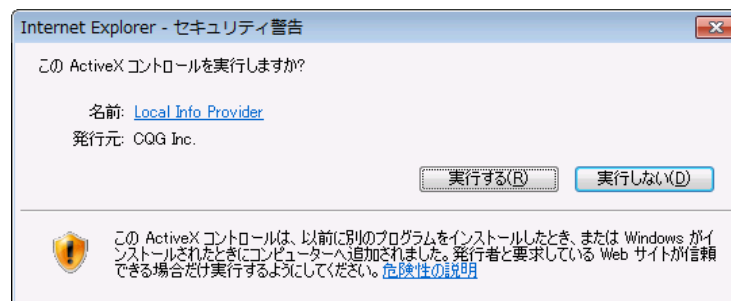 Internet Explorer - セキュリティ警告
この ActiveX コントロールを実行しますか?
名前: Local Info Provider
発行元: CQG Inc.
実行する(R) 実行しない(D)
この ActiveX コントロールは、以前に別のプログラムをインストールしたとき、または Windows がイ
ンストールされたときにコンピューターへ追加されました。発行者と要求している Web サイトが信頼
できる場合だけ実行するようにしてください。危険性の説明